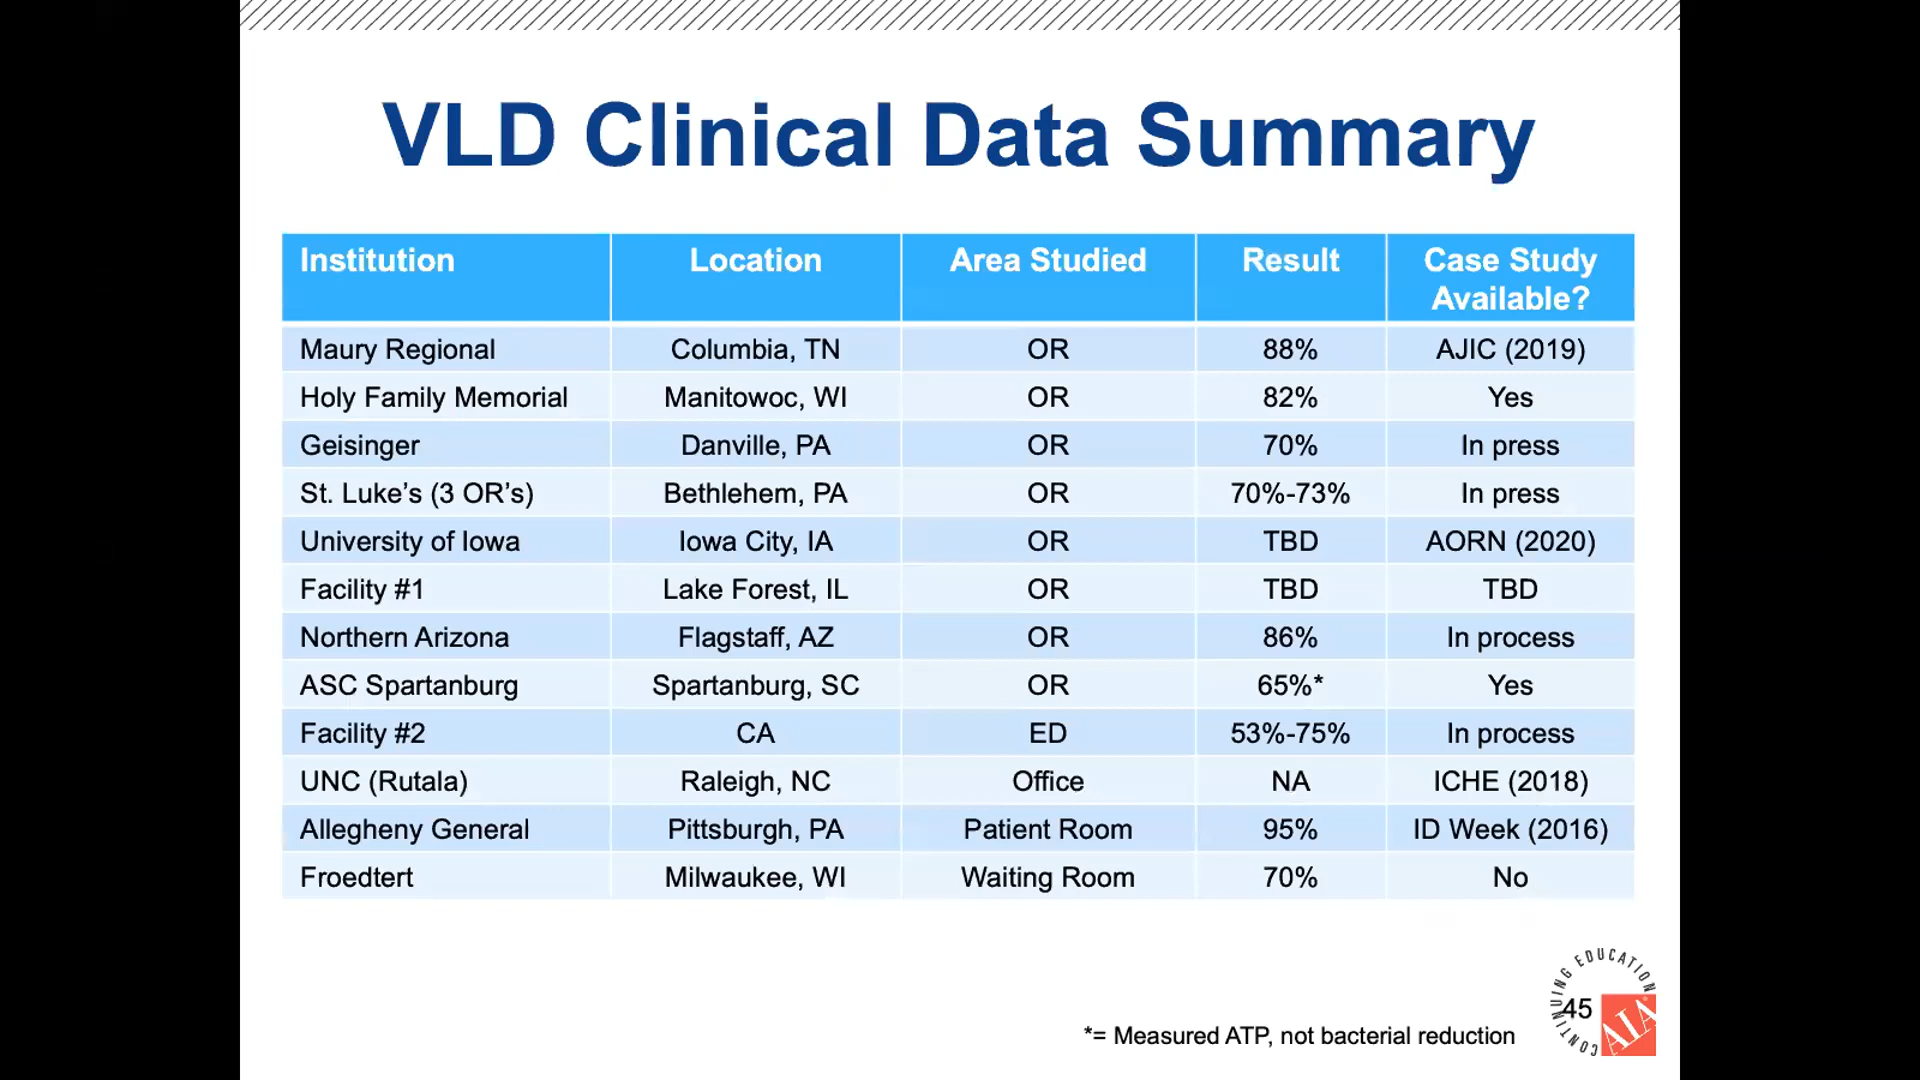 VLD Clinical Data Summary
Institution Location Area Studied Result Case Study Available?
Maury Regional Columbia, TN OR 88% AJIC (2019)
Holy Family Memorial Manitowoc, WI OR 82% Yes
Geisinger Danville, PA OR 70% In press
St. Luke’s (3 OR’s) Bethlehem, PA OR 70%-73% In press
University of Iowa Iowa City, IA OR TBD AORN (2020)
Facility #1 Lake Forest, IL OR TBD TBD
Northern Arizona Flagstaff, AZ OR 86% In process
ASC Spartanburg Spartanburg, SC OR 65%* Yes
Facility #2 CA ED 53%-75% In process
UNC (Rutala) Raleigh, NC Office NA ICHE (2018)
Allegheny General Pittsburgh, PA Patient Room 95% ID Week (2016)
Froedtert Milwaukee, WI Waiting Room 70% No
*= Measured ATP, not bacterial reduction
CONTINUING EDUCATION
45
AIA